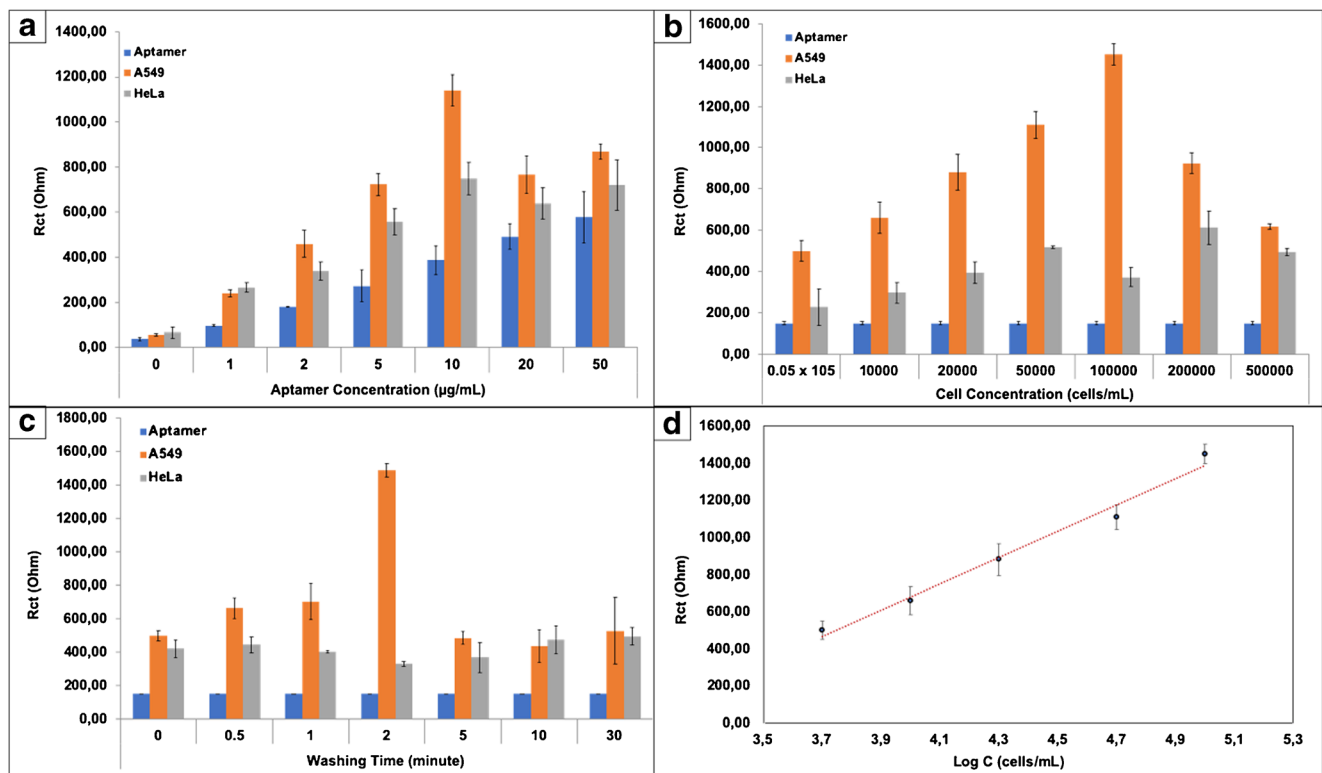 a
1400,00
1200,00
1000,00
800,00
600,00
400,00
200,00
0,00
Rct (Ohm)
Aptamer
A549
HeLa
0 1 2 5 10 20 50
Aptamer Concentration (µg/mL)
b
1600,00
1400,00
1200,00
1000,00
800,00
600,00
400,00
200,00
0,00
Rct (Ohm)
Aptamer
A549
HeLa
0.05 x 105 10000 20000 50000 100000 200000 500000
Cell Concentration (cells/mL)
c
1800,00
1600,00
1400,00
1200,00
1000,00
800,00
600,00
400,00
200,00
0,00
Rct (Ohm)
Aptamer
A549
HeLa
0 0.5 1 2 5 10 30
Washing Time (minute)
d
1600,00
1400,00
1200,00
1000,00
800,00
600,00
400,00
200,00
0,00
Rct (Ohm)
3,5 3,7 3,9 4,1 4,3 4,5 4,7 4,9 5,1 5,3
Log C (cells/mL)